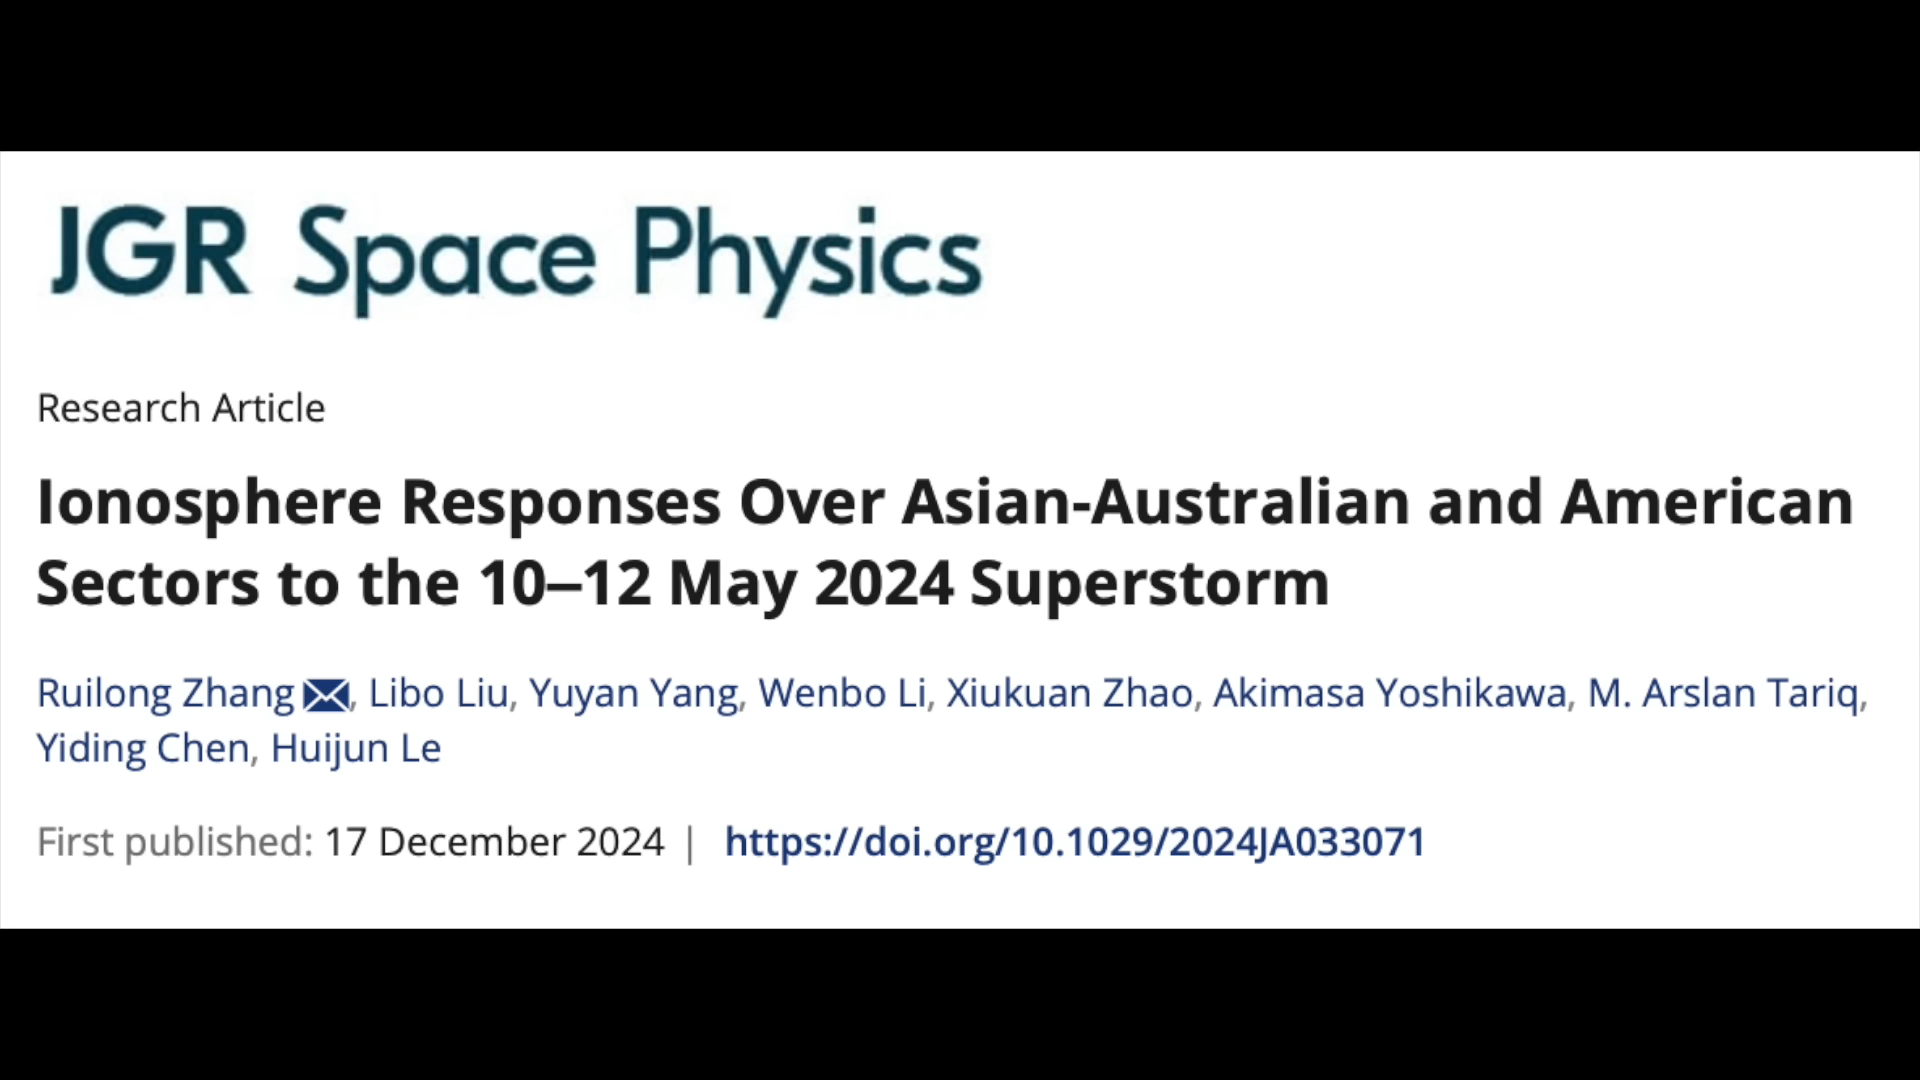 JGR Space Physics
Research Article
Ionosphere Responses Over Asian-Australian and American
Sectors to the 10–12 May 2024 Superstorm
Ruilong Zhang, Libo Liu, Yuyan Yang, Wenbo Li, Xiukuan Zhao, Akimasa Yoshikawa, M. Arslan Tariq,
Yiding Chen, Huijun Le
First published: 17 December 2024 | https://doi.org/10.1029/2024JA033071